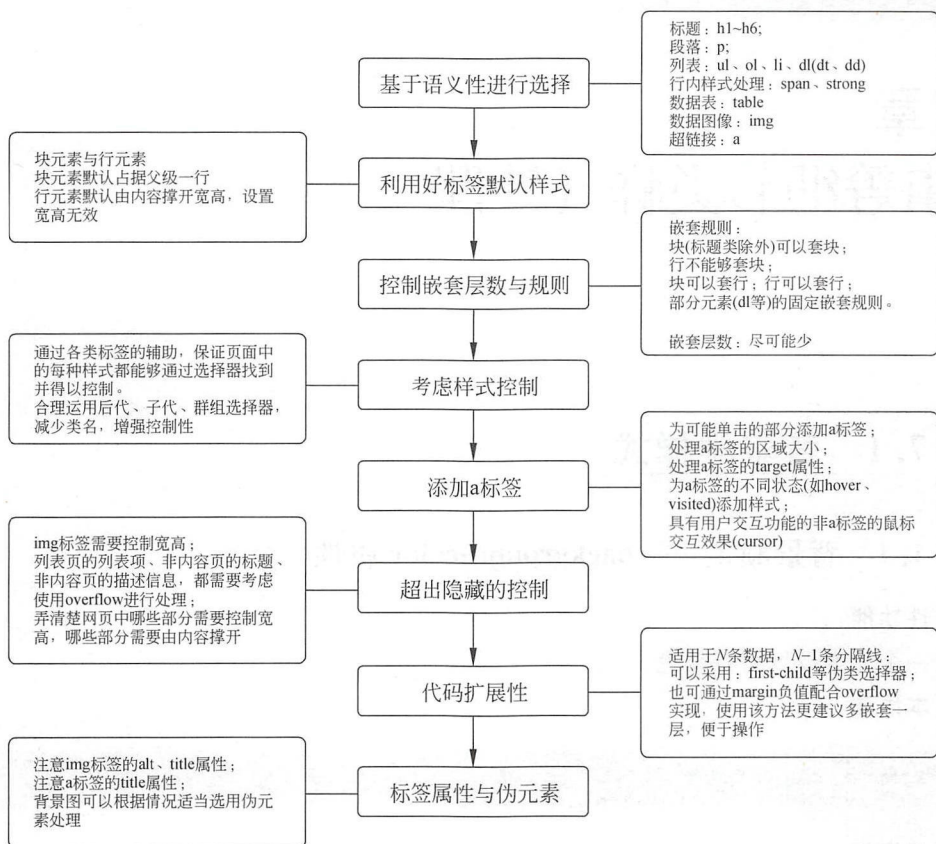 标题：h1~h6;
段落：p;
列表：ul、ol、li、dl(dt、dd)
行内样式处理：span、strong
数据表：table
数据图像：img
超链接：a
基于语义性进行选择
块元素与行元素
块元素默认占据父级一行
行元素默认由内容撑开宽高，设置
宽高无效
利用好标签默认样式
嵌套规则：
块(标题类除外)可以套块；
行不能够套块；
块可以套行；行可以套行；
部分元素(dl等)的固定嵌套规则。
嵌套层数：尽可能少
控制嵌套层数与规则
通过各类标签的辅助，保证页面中
的每种样式都能够通过选择器找到
并得以控制。
合理运用后代、子代、群组选择器，
减少类名，增强控制性
考虑样式控制
为可能单击的部分添加a标签；
处理a标签的区域大小；
处理a标签的target属性；
为a标签的不同状态(如hover、
visited)添加样式；
具有用户交互功能的非a标签的鼠标
交互效果(cursor)
添加a标签
img标签需要控制宽高；
列表页的列表项、非内容页的标题、
非内容页的描述信息，都需要考虑
使用overflow进行处理；
弄清楚网页中哪些部分需要控制宽
高，哪些部分需要由内容撑开
超出隐藏的控制
适用于N条数据，N−1条分隔线：
可以采用：first-child等伪类选择器；
也可通过margin负值配合overflow
实现，使用该方法更建议多嵌套一
层，便于操作
代码扩展性
注意img标签的alt、title属性；
注意a标签的title属性；
背景图可以根据情况适当选用伪元
素处理
标签属性与伪元素